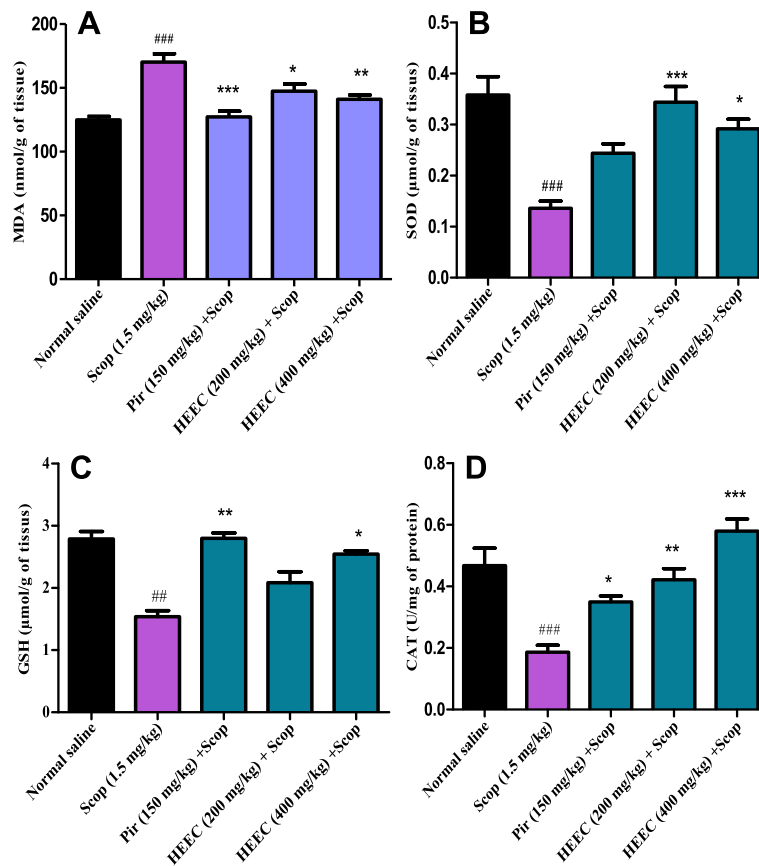 A
MDA (nmol/g of tissue)
200
150
100
50
0
###
***
*
**
Normal saline
Scop (1.5 mg/kg)
Pir (150 mg/kg) +Scop
HEEC (200 mg/kg) + Scop
HEEC (400 mg/kg) +Scop
B
SOD (µmol/g of tissus)
0.5
0.4
0.3
0.2
0.1
0.0
###
***
*
Normal saline
Scop (1.5 mg/kg)
Pir (150 mg/kg) +Scop
HEEC (200 mg/kg) + Scop
HEEC (400 mg/kg) +Scop
C
GSH (µmol/g of tissus)
4
3
2
1
0
##
**
*
Normal saline
Scop (1.5 mg/kg)
Pir (150 mg/kg) +Scop
HEEC (200 mg/kg) + Scop
HEEC (400 mg/kg) +Scop
D
CAT (U/mg of protein)
0.8
0.6
0.4
0.2
0.0
###
*
**
***
Normal saline
Scop (1.5 mg/kg)
Pir (150 mg/kg) +Scop
HEEC (200 mg/kg) + Scop
HEEC (400 mg/kg) +Scop